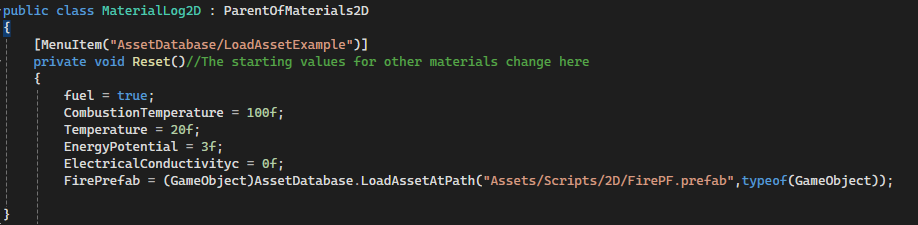 public class MaterialLog2D : ParentOfMaterials2D
{
[MenuItem("AssetDatabase/LoadAssetExample")]
private void Reset()//The starting values for other materials change here
{
fuel = true;
CombustionTemperature = 100f;
Temperature = 20f;
EnergyPotential = 3f;
ElectricalConductivityc = 0f;
FirePrefab = (GameObject)AssetDatabase.LoadAssetAtPath("Assets/Scripts/2D/FirePF.prefab",typeof(GameObject));
}